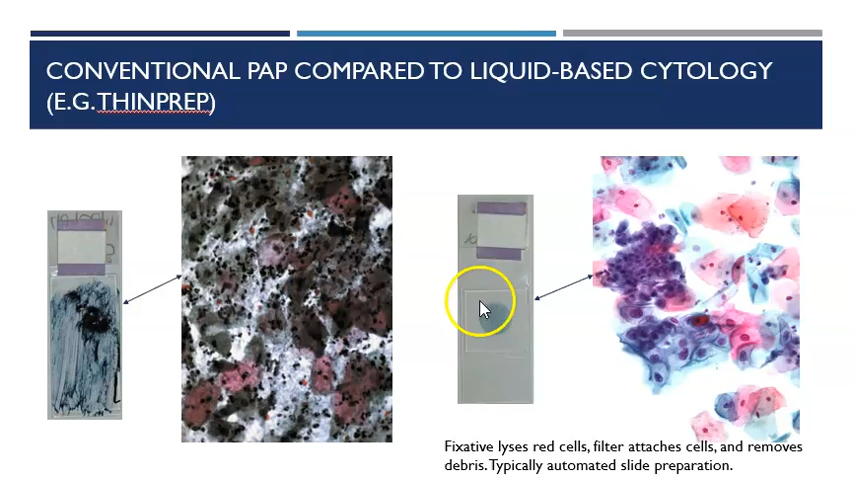 CONVENTIONAL PAP COMPARED TO LIQUID-BASED CYTOLOGY
(E.G. THINPREP)
Fixative lyses red cells, filter attaches cells, and removes
debris. Typically automated slide preparation.